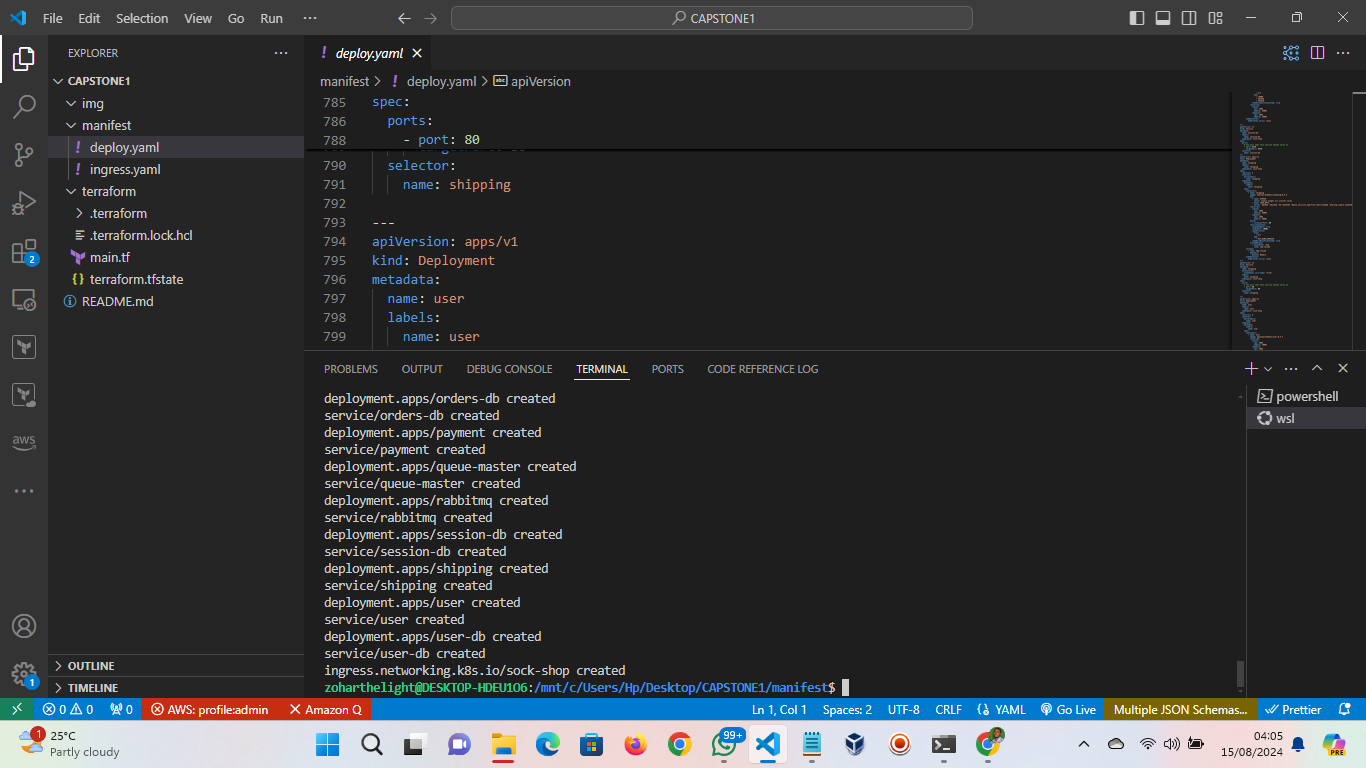 File Edit Selection View Go Run ··· CAPSTONE1
EXPLORER
CAPSTONE1
img
manifest
deploy.yaml
ingress.yaml
terraform
.terraform
.terraform.lock.hcl
main.tf
terraform.tfstate
README.md
OUTLINE
TIMELINE
2
aws
1
deploy.yaml
manifest > deploy.yaml > apiVersion
785 spec:
786 ports:
788 - port: 80
790 selector:
791 name: shipping
792
793 ---
794 apiVersion: apps/v1
795 kind: Deployment
796 metadata:
797 name: user
798 labels:
799 name: user
PROBLEMS OUTPUT DEBUG CONSOLE TERMINAL PORTS CODE REFERENCE LOG
deployment.apps/orders-db created
service/orders-db created
deployment.apps/payment created
service/payment created
deployment.apps/queue-master created
service/queue-master created
deployment.apps/rabbitmq created
service/rabbitmq created
deployment.apps/session-db created
service/session-db created
deployment.apps/shipping created
service/shipping created
deployment.apps/user created
service/user created
deployment.apps/user-db created
service/user-db created
ingress.networking.k8s.io/sock-shop created
zoharthelight@DESKTOP-HDEU1O6:/mnt/c/Users/Hp/Desktop/CAPSTONE1/manifest$
powershell
wsl
0 0 0 AWS: profile:admin Amazon Q Ln 1, Col 1 Spaces: 2 UTF-8 CRLF YAML Go Live Multiple JSON Schemas... Prettier
1 25°C
Partly cloudy
99+
04:05
15/08/2024
PRE